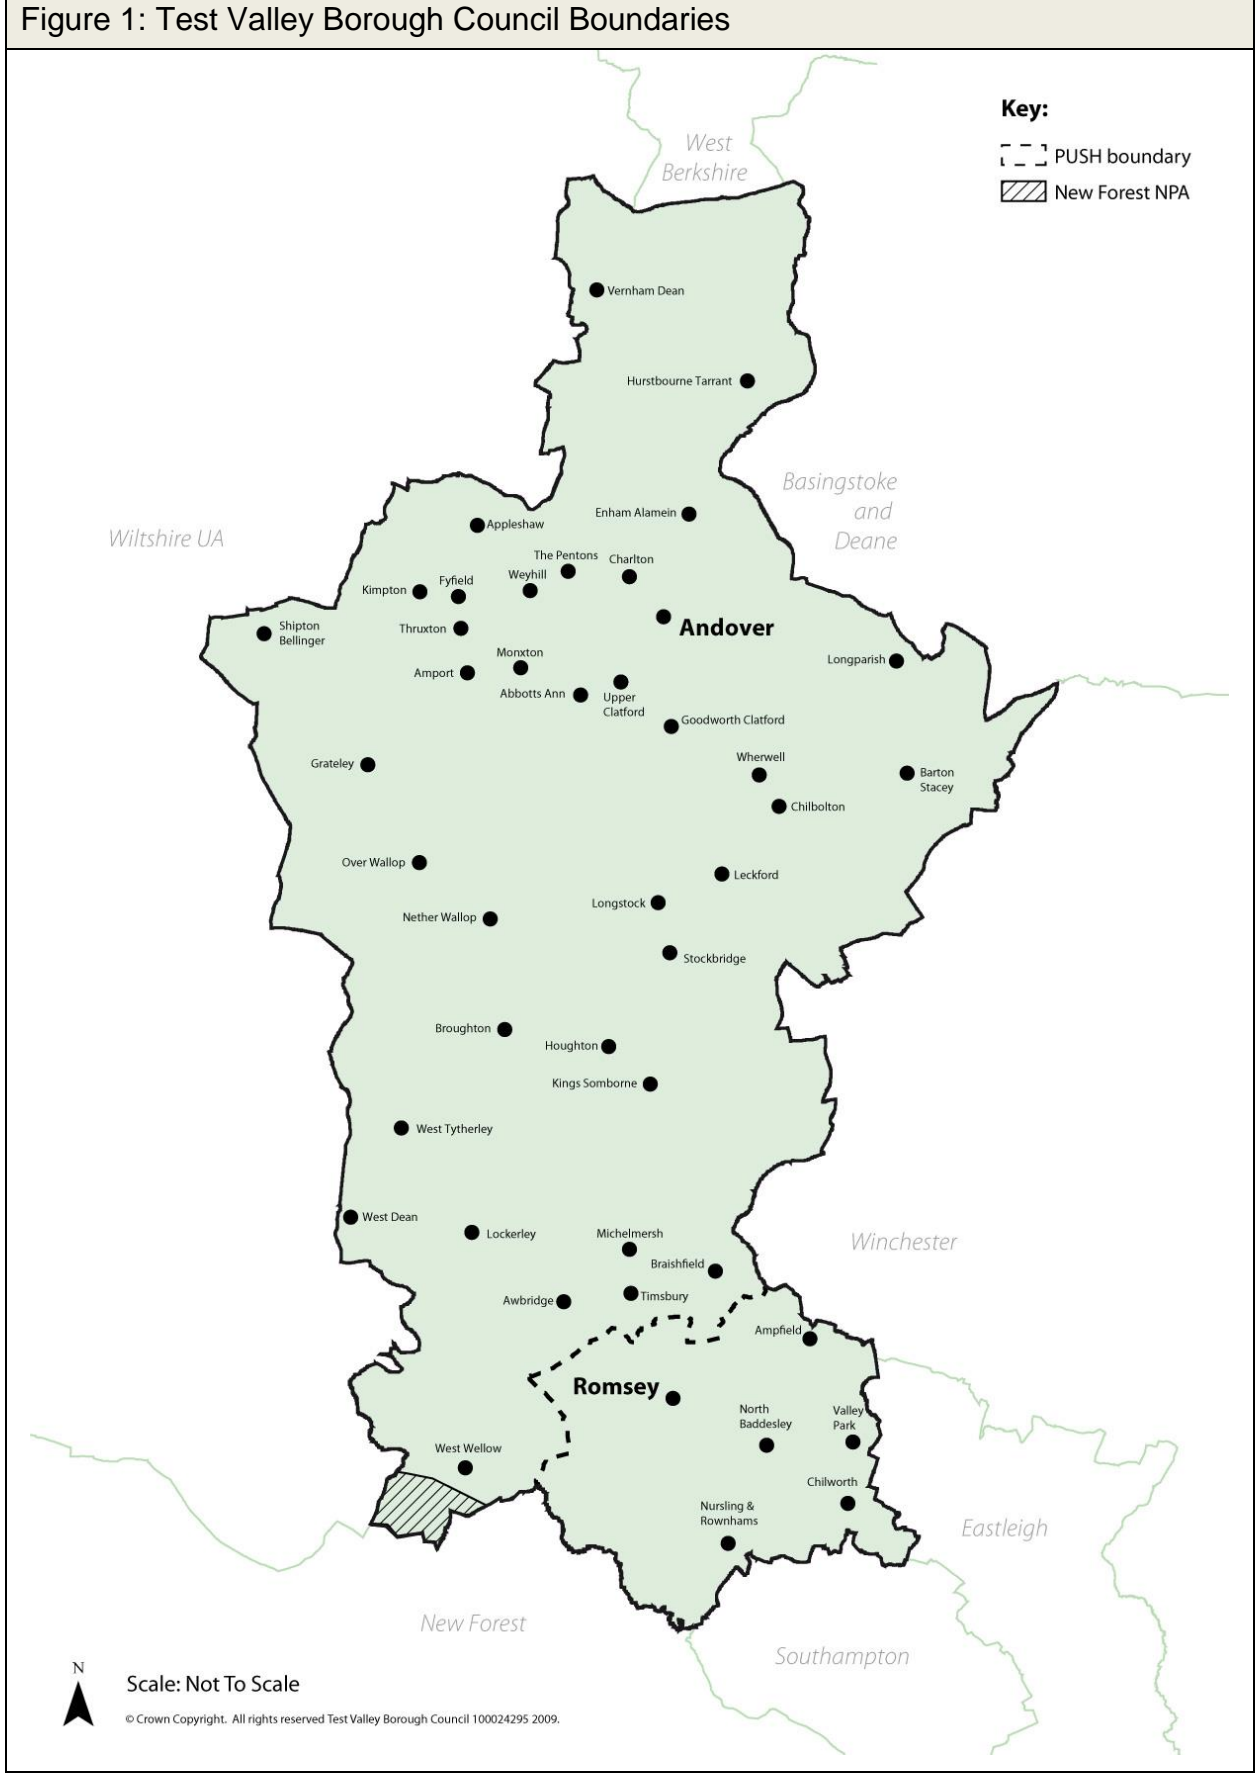 Figure 1: Test Valley Borough Council Boundaries
Key:
PUSH boundary
New Forest NPA
West
Berkshire
Vernham Dean
Hurstbourne Tarrant
Basingstoke
and
Deane
Wiltshire UA
Enham Alamein
Appleshaw
The Pentons
Charlton
Weyhill
Fyfield
Kimpton
Andover
Thruxton
Shipton
Bellinger
Monxton
Longparish
Amport
Abbotts Ann
Upper
Clatford
Goodworth Clatford
Grateley
Wherwell
Barton
Stacey
Chilbolton
Over Wallop
Leckford
Longstock
Nether Wallop
Stockbridge
Broughton
Houghton
Kings Somborne
West Tytherley
West Dean
Lockerley
Michelmersh
Winchester
Braishfield
Awbridge
Timsbury
Ampfield
Romsey
North
Baddesley
Valley
Park
West Wellow
Chilworth
Nursling &
Rownhams
Eastleigh
New Forest
Southampton
N
Scale: Not To Scale
© Crown Copyright. All rights reserved Test Valley Borough Council 100024295 2009.